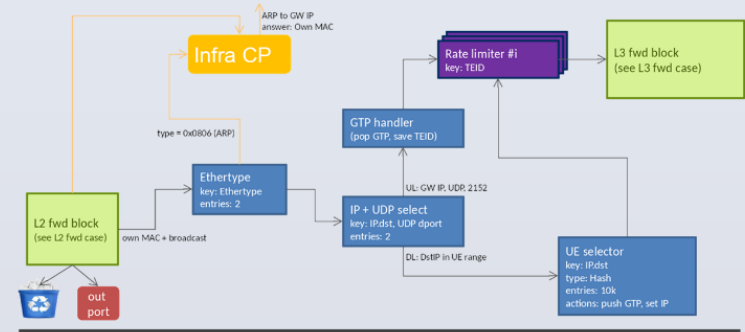 ARP to GW IP
answer: Own MAC
Infra CP
Rate limiter #i
key: TEID
L3 fwd block
(see L3 fwd case)
GTP handler
(pop GTP, save TEID)
type = 0x0806 (ARP)
Ethertype
key: Ethertype
entries: 2
UL: GW IP, UDP, 2152
L2 fwd block
(see L2 fwd case)
own MAC + broadcast
IP + UDP select
key: IP.dst, UDP dport
entries: 2
DL: DstIP in UE range
UE selector
key: IP.dst
type: Hash
entries: 10k
actions: push GTP, set IP
out
port